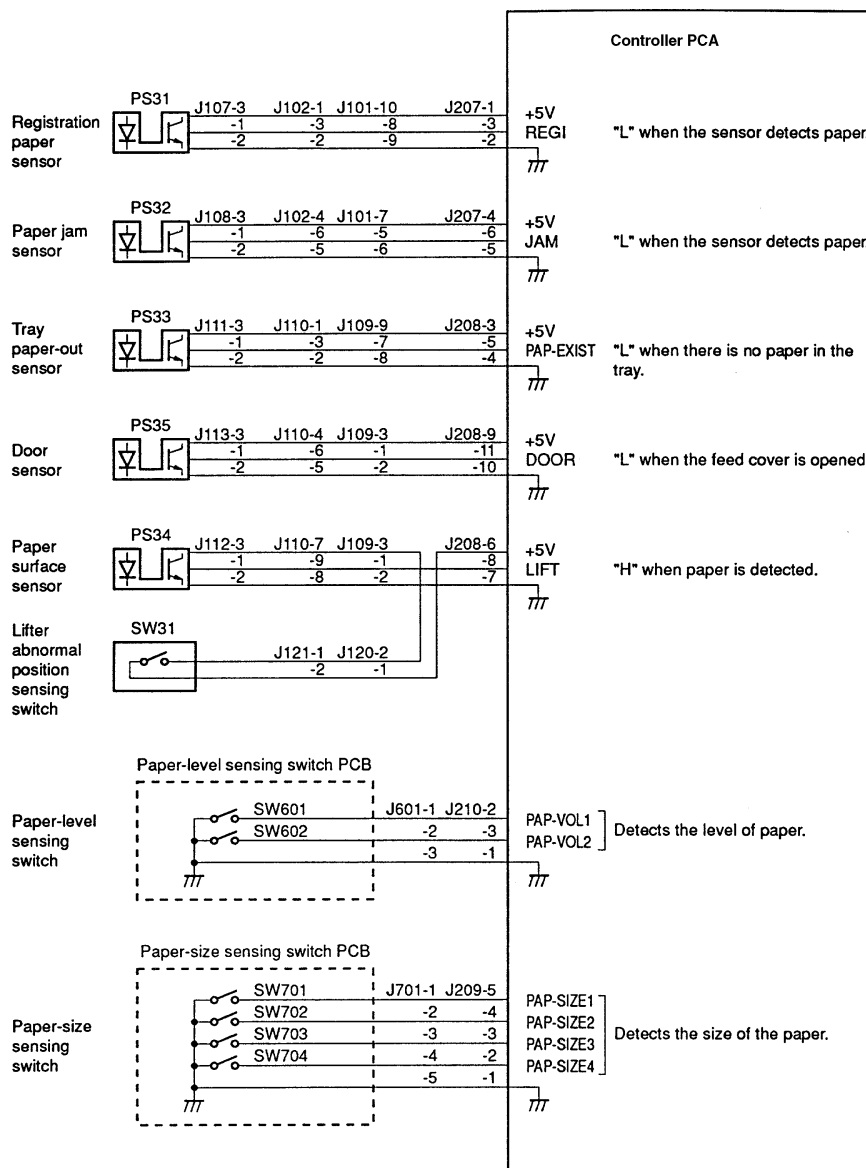 Controller PCA
PS31
J107-3 J102-1 J101-10 J207-1 +5V
Registration paper sensor
-1 -3 -8 -3 REGI "L" when the sensor detects paper.
-2 -2 -9 -2
PS32
J108-3 J102-4 J101-7 J207-4 +5V
Paper jam sensor
-1 -6 -5 -6 JAM "L" when the sensor detects paper.
-2 -5 -6 -5
PS33
J111-3 J110-1 J109-9 J208-3 +5V
Tray paper-out sensor
-1 -3 -7 -5 PAP-EXIST "L" when there is no paper in the
-2 -2 -8 -4 tray.
PS35
J113-3 J110-4 J109-3 J208-9 +5V
Door sensor
-1 -6 -1 -11 DOOR "L" when the feed cover is opened
-2 -5 -2 -10
PS34
J112-3 J110-7 J109-3 J208-6 +5V
Paper surface sensor
-1 -9 -1 -8 LIFT "H" when paper is detected.
-2 -8 -2 -7
SW31
Lifter abnormal position sensing switch
J121-1 J120-2
-2 -1
Paper-level sensing switch PCB
Paper-level sensing switch
SW601 J601-1 J210-2 PAP-VOL1
SW602 -2 -3 PAP-VOL2 Detects the level of paper.
-3 -1
Paper-size sensing switch PCB
Paper-size sensing switch
SW701 J701-1 J209-5 PAP-SIZE1
SW702 -2 -4 PAP-SIZE2
SW703 -3 -3 PAP-SIZE3 Detects the size of the paper.
SW704 -4 -2 PAP-SIZE4
-5 -1